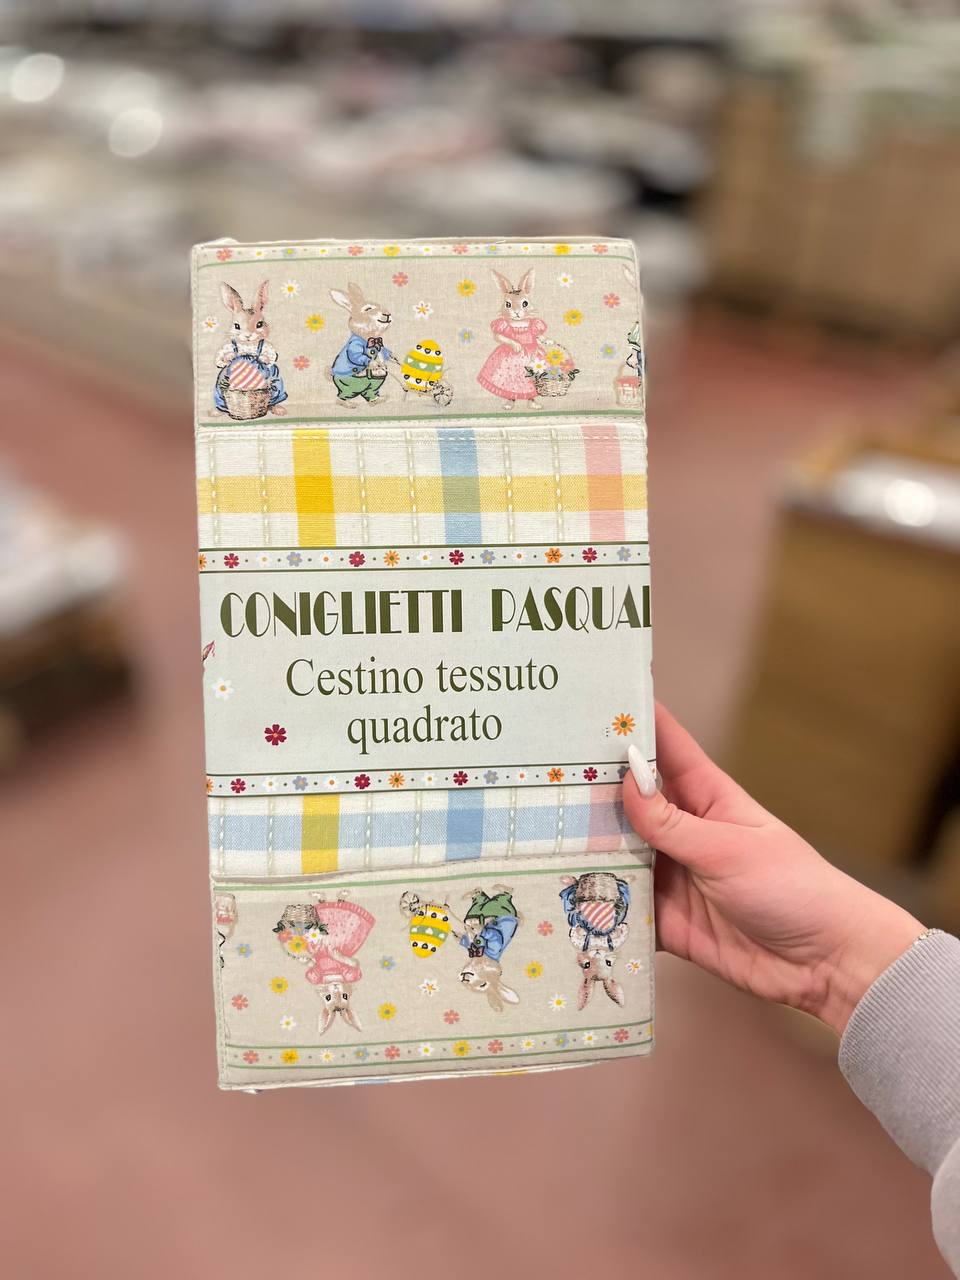 CONIGLIETTI PASQUAL
Cestino tessuto
quadrato